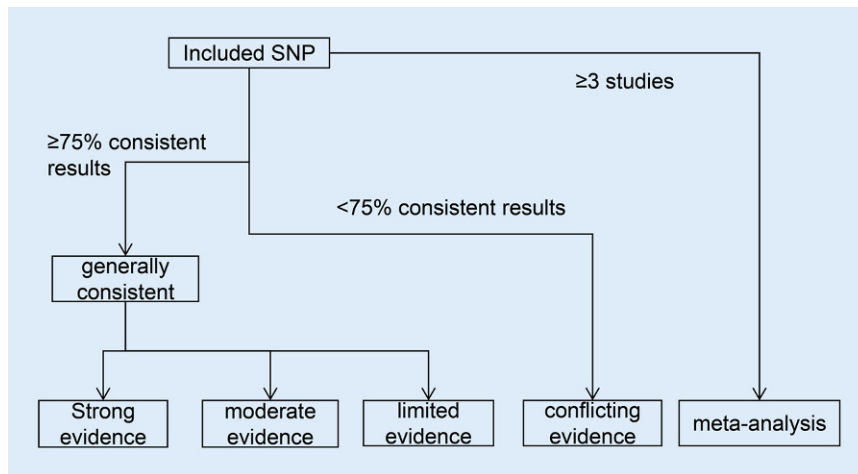 Included SNP
≥3 studies
≥75% consistent
results
<75% consistent results
generally
consistent
Strong
evidence
moderate
evidence
limited
evidence
conflicting
evidence
meta-analysis